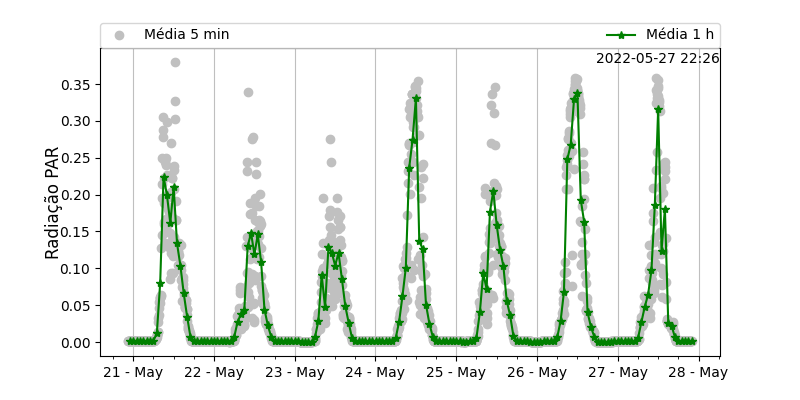 Média 5 min
Média 1 h
2022-05-27 22:26
Radiação PAR
0.35
0.30
0.25
0.20
0.15
0.10
0.05
0.00
21 - May
22 - May
23 - May
24 - May
25 - May
26 - May
27 - May
28 - May